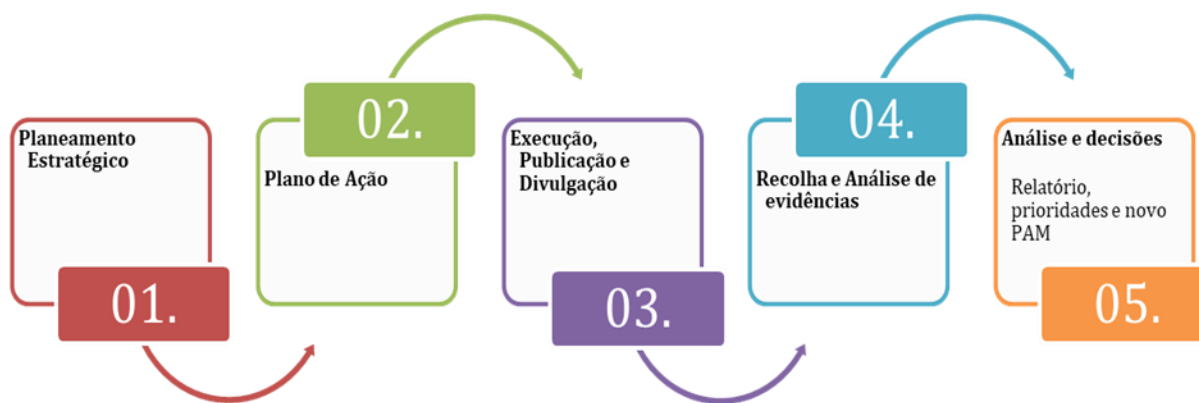 Planeamento
Estratégico
01.
02.
Plano de Ação
Execução,
Publicação e
Divulgação
03.
04.
Recolha e Análise de
evidências
Análise e decisões
Relatório,
prioridades e novo
PAM
05.